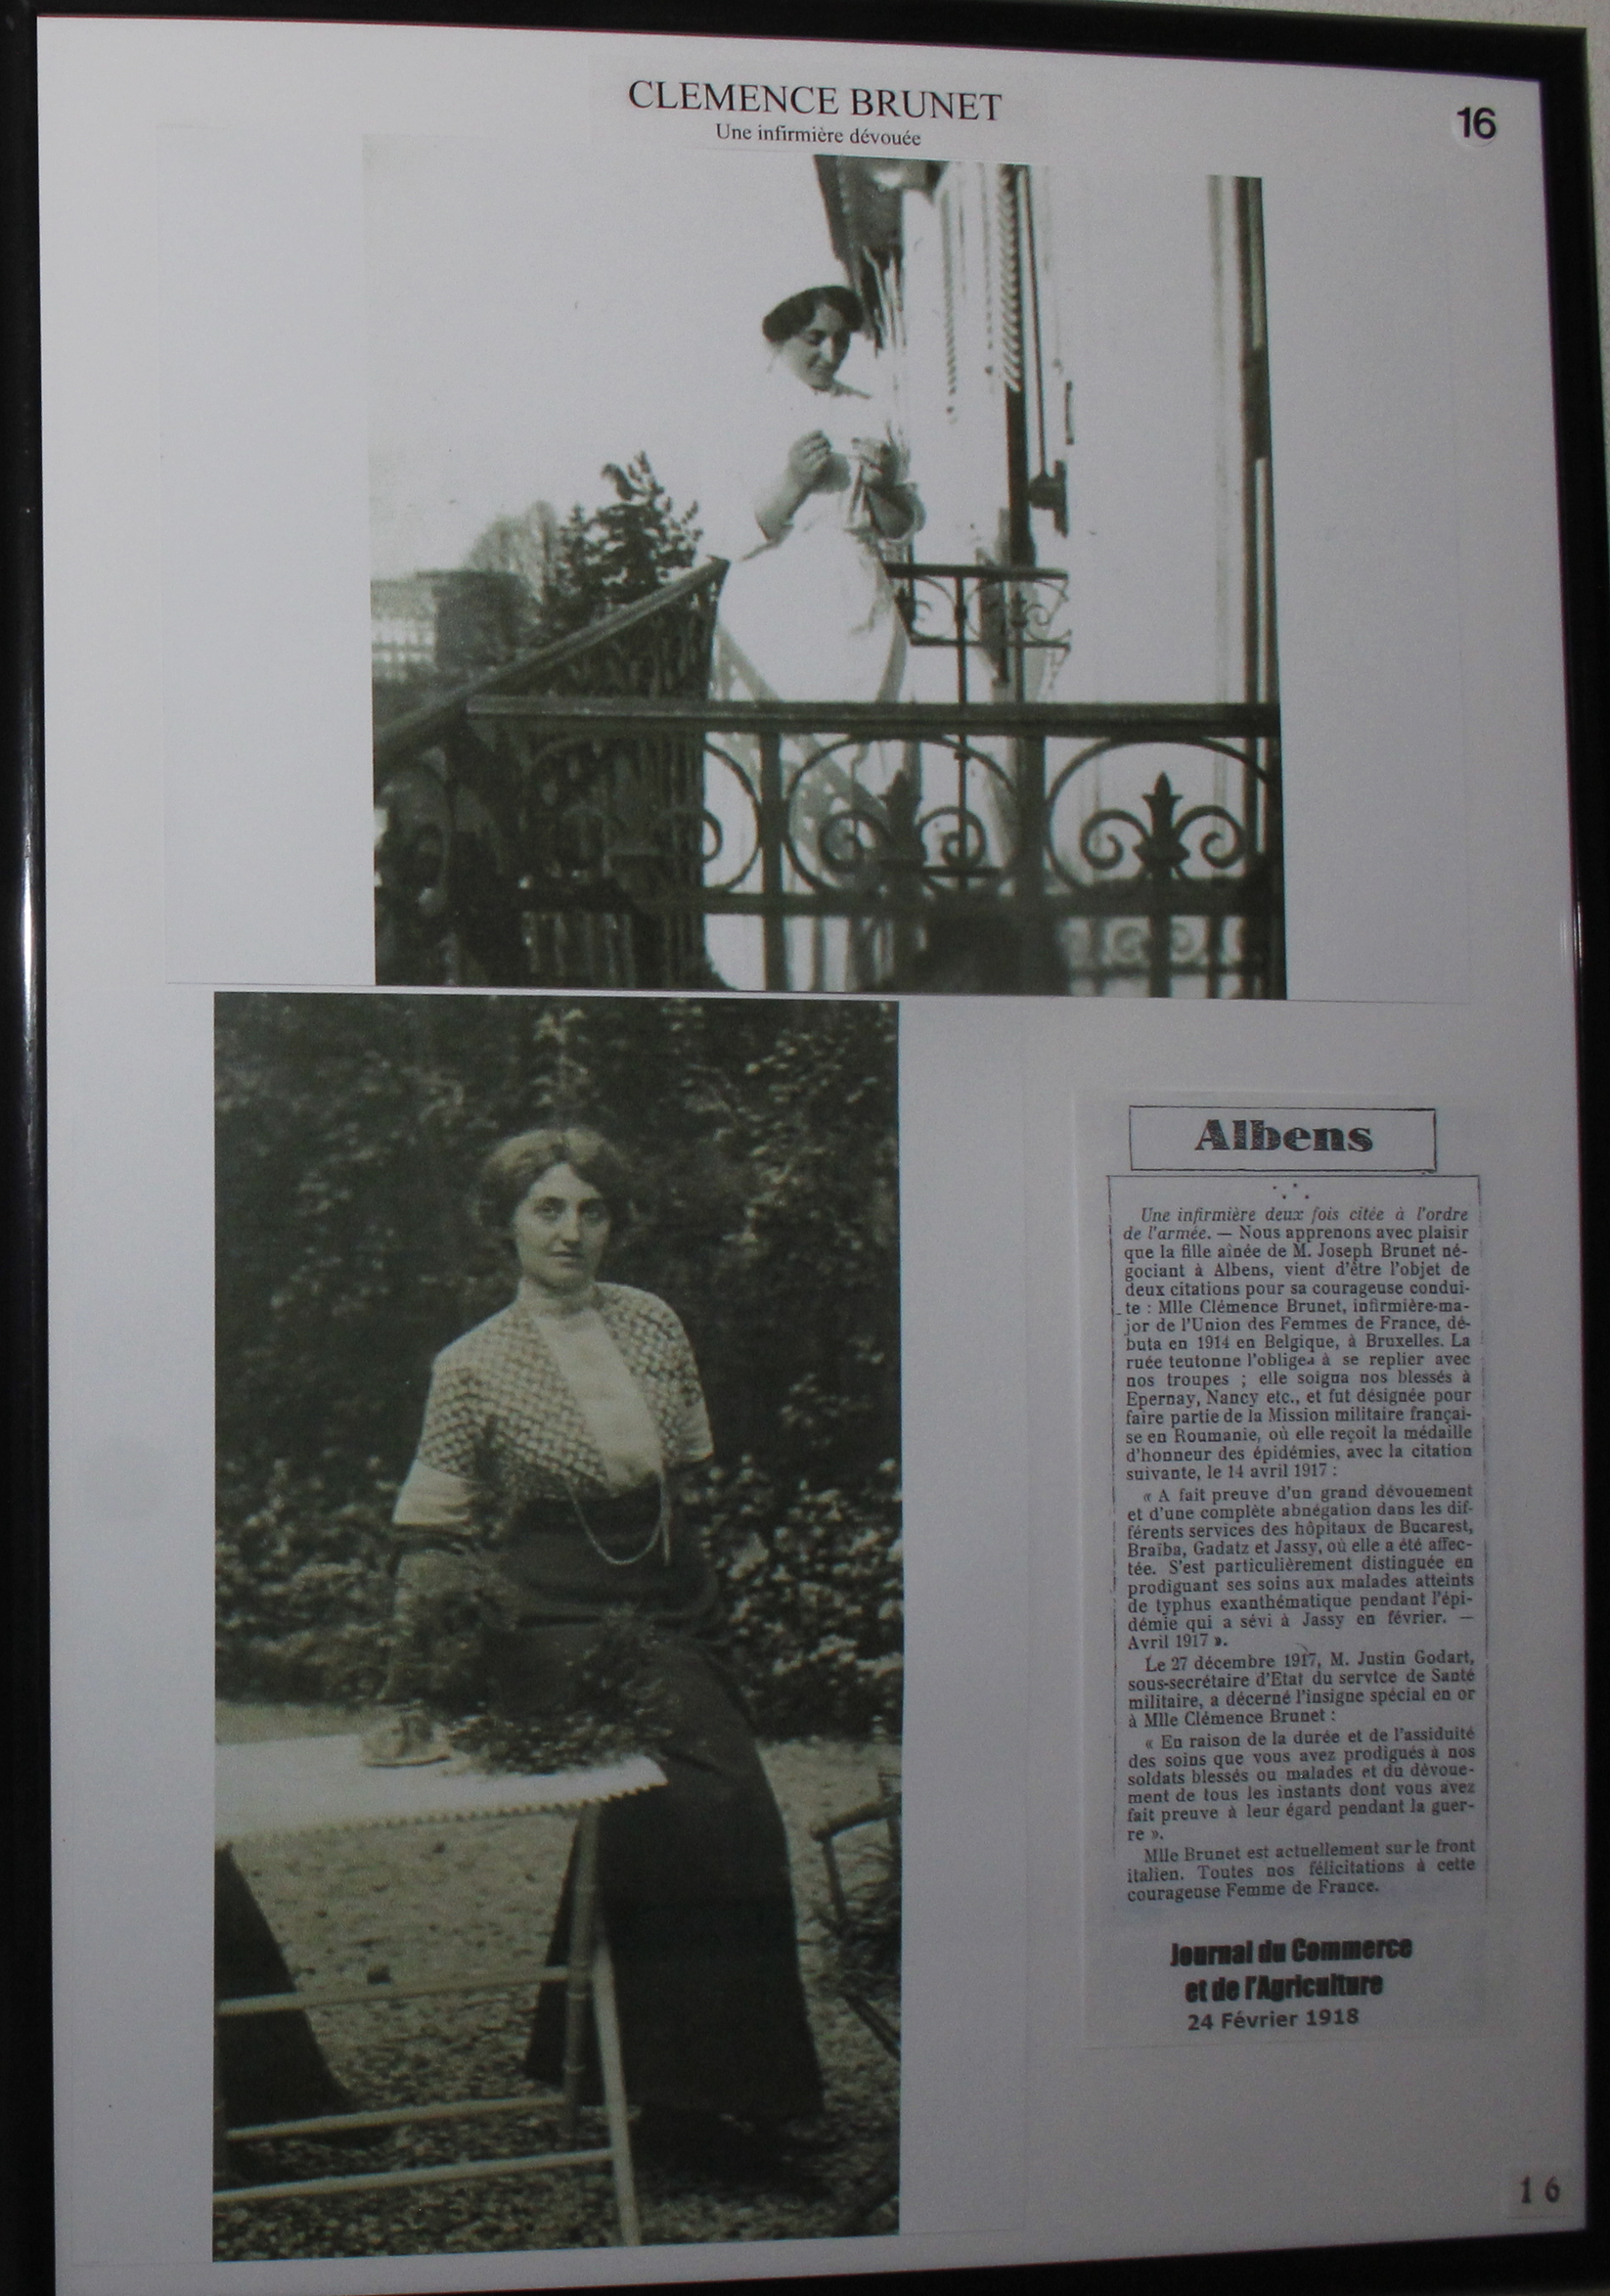 CLEMENCE BRUNET
Une infirmière dévouée
16
Albens
Une infirmière deux fois citée à l'ordre
de l'armée. — Nous apprenons avec plaisir
que la fille aînée de M. Joseph Brunet né-
gociant à Albens, vient d'être l'objet de
deux citations pour sa courageuse condui-
te : Mlle Clémence Brunet, infirmière-ma-
jor de l'Union des Femmes de France, dé-
buta en 1914 en Belgique, à Bruxelles. La
ruée teutonne l'obligea à se replier avec
nos troupes ; elle soigna nos blessés à
Epernay, Nancy etc., et fut désignée pour
faire partie de la Mission militaire françai-
se en Roumanie, où elle reçoit la médaille
d'honneur des épidémies, avec la citation
suivante, le 14 avril 1917 :
« A fait preuve d'un grand dévouement
et d'une complète abnégation dans les dif-
férents services des hôpitaux de Bucarest,
Braïba, Gadatz et Jassy, où elle a été affec-
tée. S'est particulièrement distinguée en
prodiguant ses soins aux malades atteints
de typhus exanthématique pendant l'épi-
démie qui a sévi à Jassy en février. —
Avril 1917 ».
Le 27 décembre 1917, M. Justin Godart,
sous-secrétaire d'Etat du service de Santé
militaire, a décerné l'insigne spécial en or
à Mlle Clémence Brunet :
« En raison de la durée et de l'assiduité
des soins que vous avez prodigués à nos
soldats blessés ou malades et du dévoue-
ment de tous les instants dont vous avez
fait preuve à leur égard pendant la guer-
re ».
Mlle Brunet est actuellement sur le front
italien. Toutes nos félicitations à cette
courageuse Femme de France.
Journal du Commerce
et de l'Agriculture
24 Février 1918
16